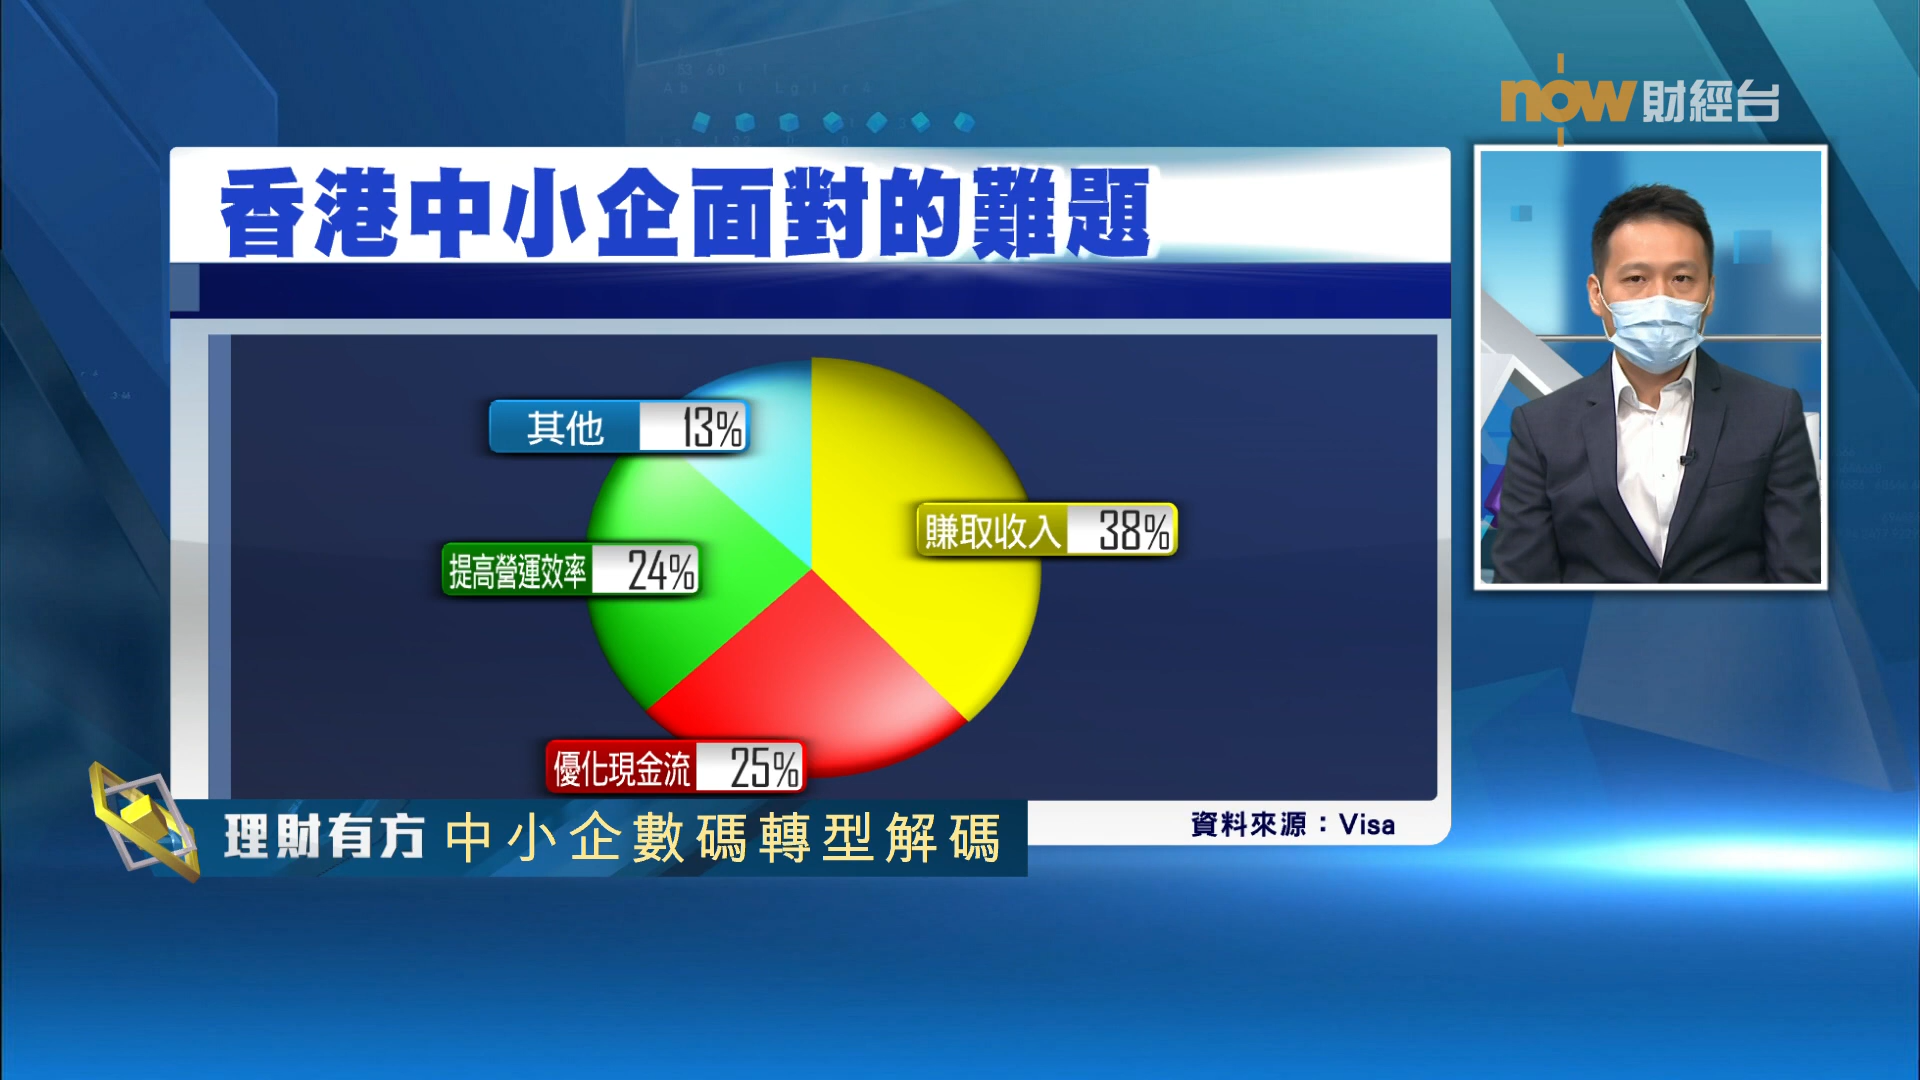 now財經台
香港中小企面對的難題
其他 13%
賺取收入 38%
提高營運效率 24%
優化現金流 25%
資料來源：Visa
理財有方 中小企數碼轉型解碼